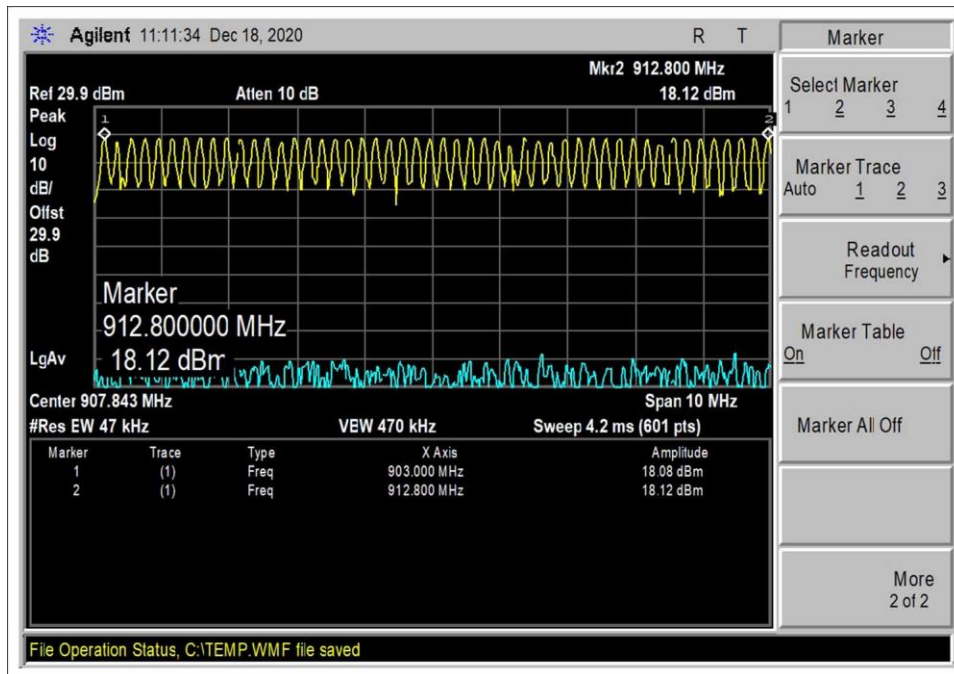 Agilent 11:11:34 Dec 18, 2020
R T
Mkr2 912.800 MHz
Ref 29.9 dBm Atten 10 dB 18.12 dBm
Peak
Log
10
dB/
Offst
29.9
dB
1
2
Marker
912.800000 MHz
18.12 dBm
LgAv
Center 907.843 MHz Span 10 MHz
#Res EW 47 kHz VEW 470 kHz Sweep 4.2 ms (601 pts)
Marker Trace Type X Axis Amplitude
1 (1) Freq 903.000 MHz 18.08 dBm
2 (1) Freq 912.800 MHz 18.12 dBm
File Operation Status, C:\TEMP.WMF file saved
Marker
Select Marker
1 2 3 4
Marker Trace
Auto 1 2 3
Readout
Frequency
Marker Table
On Off
Marker All Off
More
2 of 2